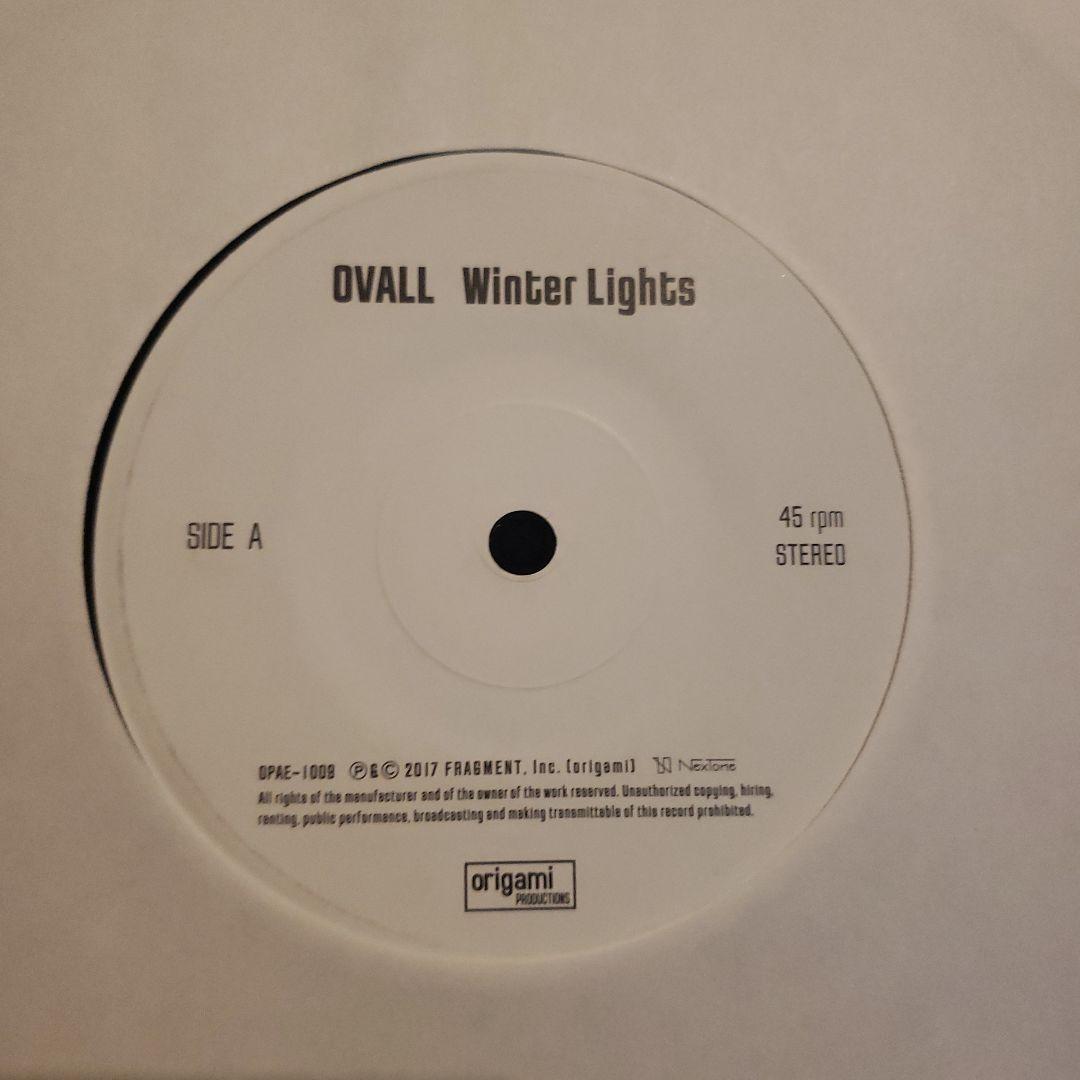 OVALL Winter Lights
SIDE A
45 rpm
STEREO
OPAE-1009 Ⓟ&Ⓒ 2017 FRAGMENT, Inc. (origami) NexTone
All rights of the manufacturer and of the owner of the work reserved. Unauthorized copying, hiring,
renting, public performance, broadcasting and making transmittable of this record prohibited.
origami
PRODUCTIONS